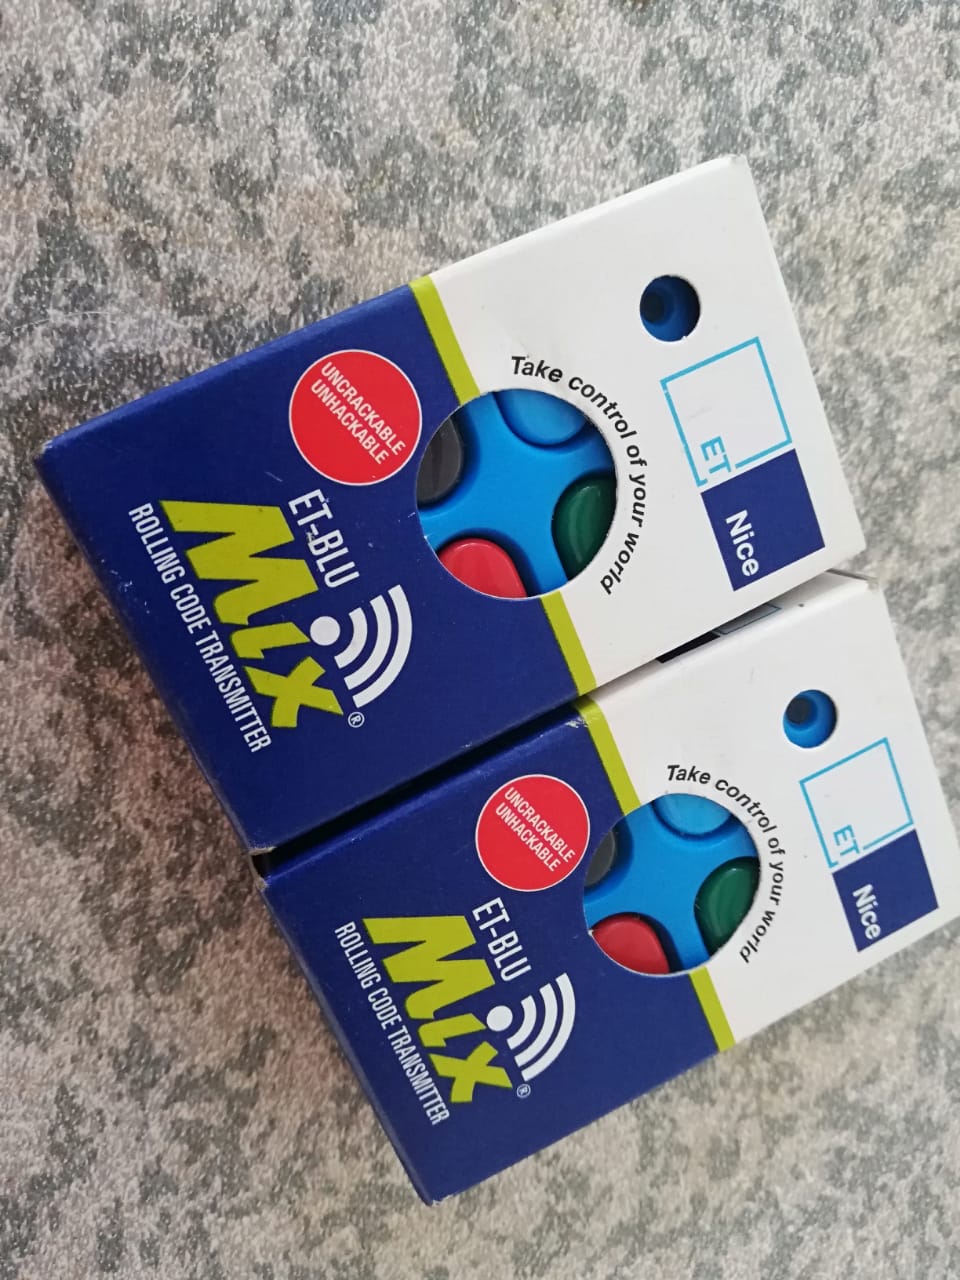 UNCRACKABLE
UNHACKABLE
ET-BLU
Mix®
ROLLING CODE TRANSMITTER
Take control of your world
ET
Nice
UNCRACKABLE
UNHACKABLE
ET-BLU
Mix®
ROLLING CODE TRANSMITTER
Take control of your world
ET
Nice